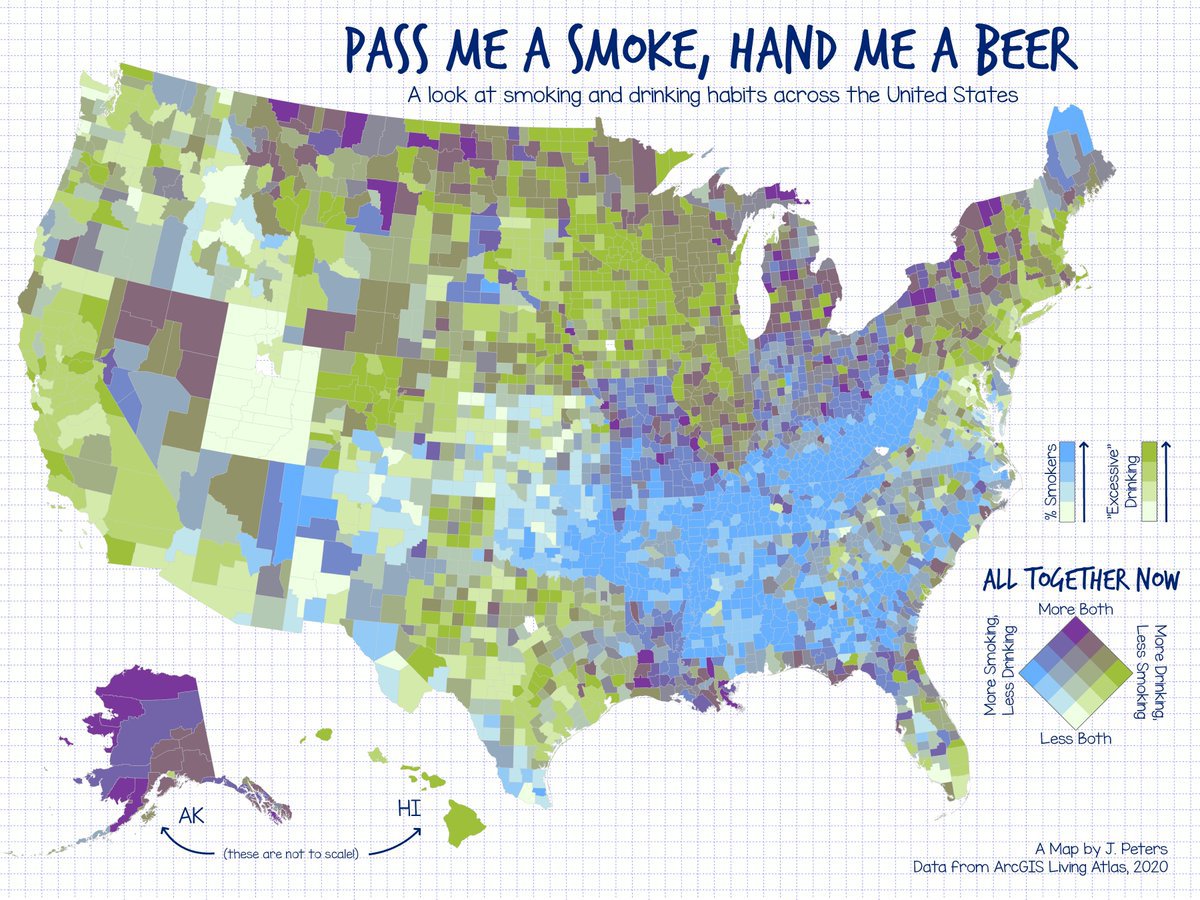 PASS ME A SMOKE, HAND ME A BEER
A look at smoking and drinking habits across the United States
% Smokers
"Excessive"
Drinking
ALL TOGETHER NOW
More Both
More Smoking,
Less Drinking
More Drinking,
Less Smoking
Less Both
AK
HI
(these are not to scale!)
A Map by J. Peters
Data from ArcGIS Living Atlas, 2020